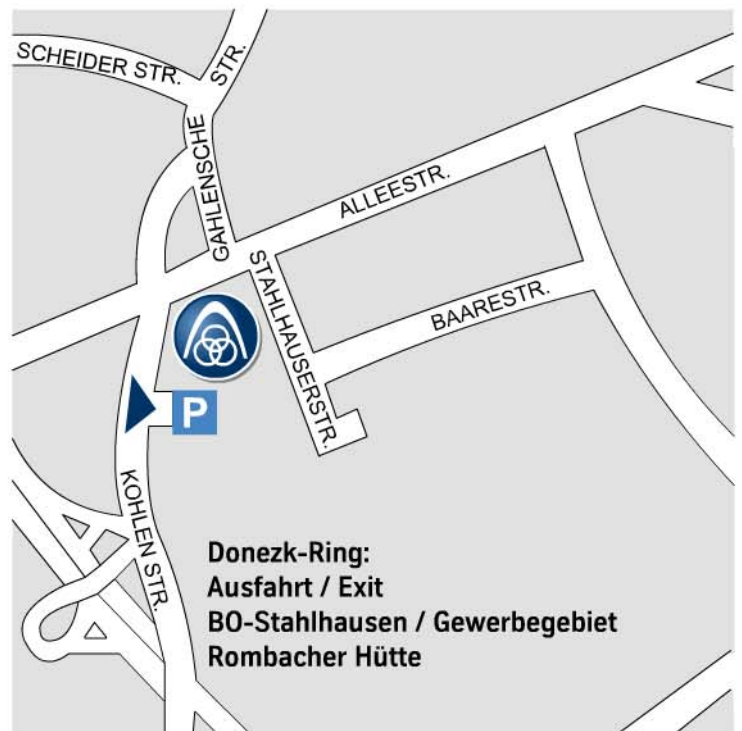 SCHEIDER STR.
STR.
GAHLENSCHE
ALLEESTR.
STAHLHAUSERSTR.
BAARESTR.
P
KOHLEN STR.
Donezk-Ring:
Ausfahrt / Exit
BO-Stahlhausen / Gewerbegebiet
Rombacher Hütte